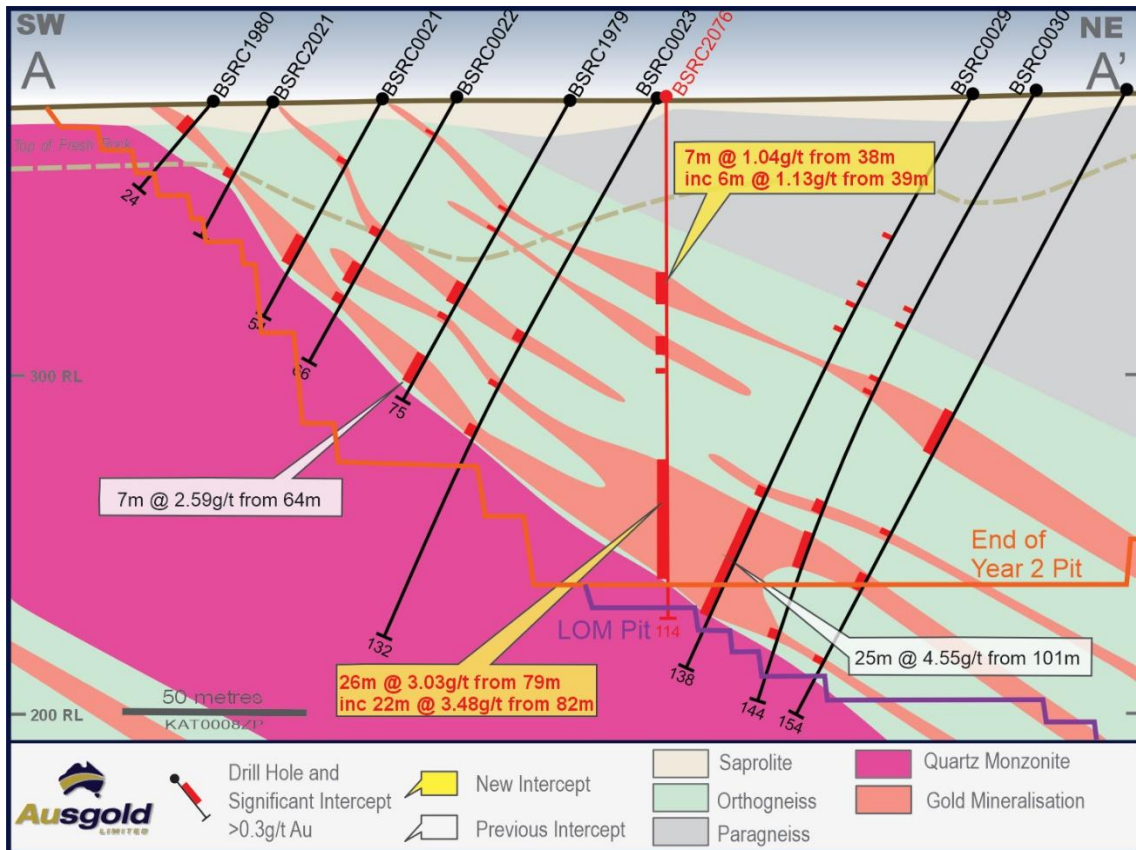 SW
A
NE
A’
BSRC1980
BSRC2021
BSRC0021
BSRC0022
BSRC1979
BSRC0023
BSRC2076
BSRC0029
BSRC0030
Top of Fresh Rock
7m @ 1.04g/t from 38m
inc 6m @ 1.13g/t from 39m
24
66
75
300 RL
7m @ 2.59g/t from 64m
End of
Year 2 Pit
LOM Pit
114
132
138
144
154
25m @ 4.55g/t from 101m
26m @ 3.03g/t from 79m
inc 22m @ 3.48g/t from 82m
50 metres
200 RL
Ausgold
LIMITED
Drill Hole and
Significant Intercept
>0.3g/t Au
New Intercept
Previous Intercept
Saprolite
Orthogneiss
Paragneiss
Quartz Monzonite
Gold Mineralisation